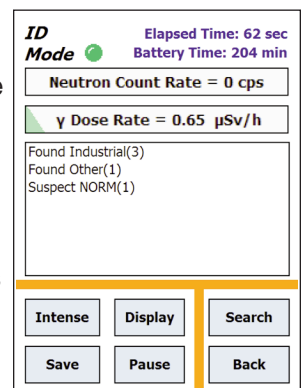 ID Mode
Elapsed Time: 62 sec
Battery Time: 204 min
Neutron Count Rate = 0 cps
γ Dose Rate = 0.65 μSv/h
Found Industrial(3)
Found Other(1)
Suspect NORM(1)
Intense Display Search
Save Pause Back